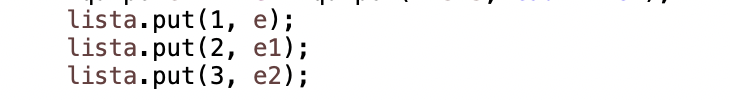 lista.put(1, e);
lista.put(2, e1);
lista.put(3, e2);